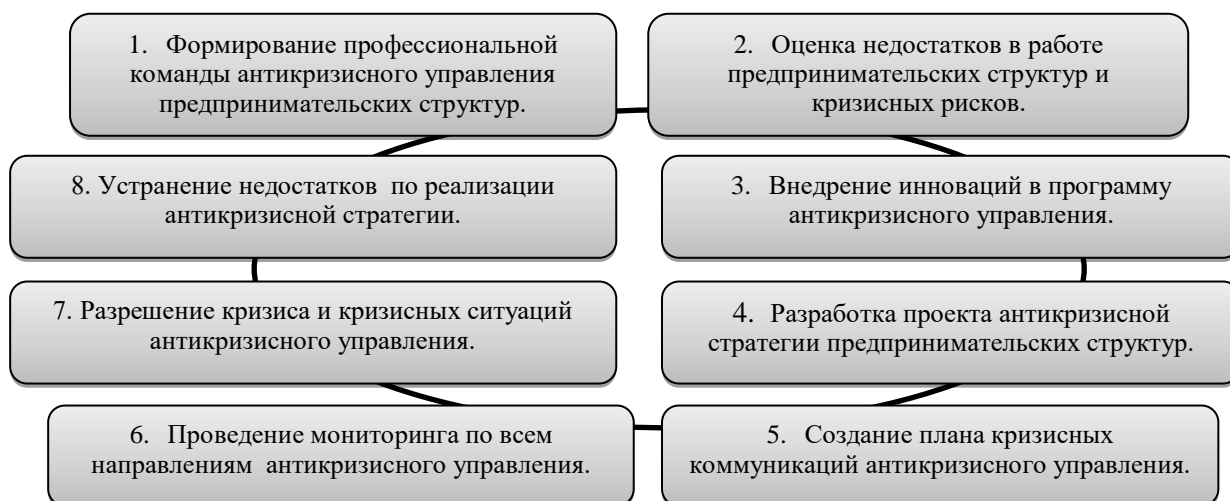 1. Формирование профессиональной
команды антикризисного управления
предпринимательских структур.
2. Оценка недостатков в работе
предпринимательских структур и
кризисных рисков.
3. Внедрение инноваций в программу
антикризисного управления.
4. Разработка проекта антикризисной
стратегии предпринимательских структур.
5. Создание плана кризисных
коммуникаций антикризисного управления.
6. Проведение мониторинга по всем
направлениям антикризисного управления.
7. Разрешение кризиса и кризисных ситуаций
антикризисного управления.
8. Устранение недостатков по реализации
антикризисной стратегии.